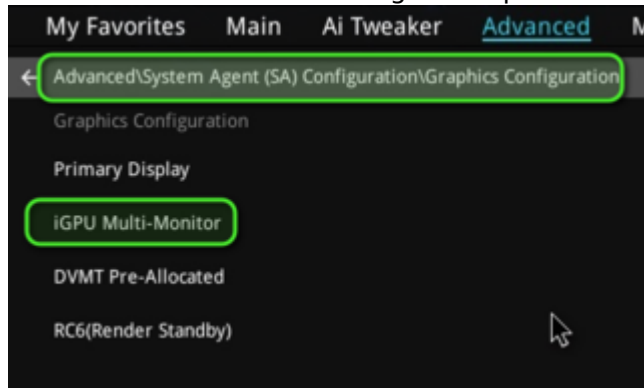 My Favorites Main Ai Tweaker Advanced
← Advanced\System Agent (SA) Configuration\Graphics Configuration
Graphics Configuration
Primary Display
iGPU Multi-Monitor
DVMT Pre-Allocated
RC6(Render Standby)